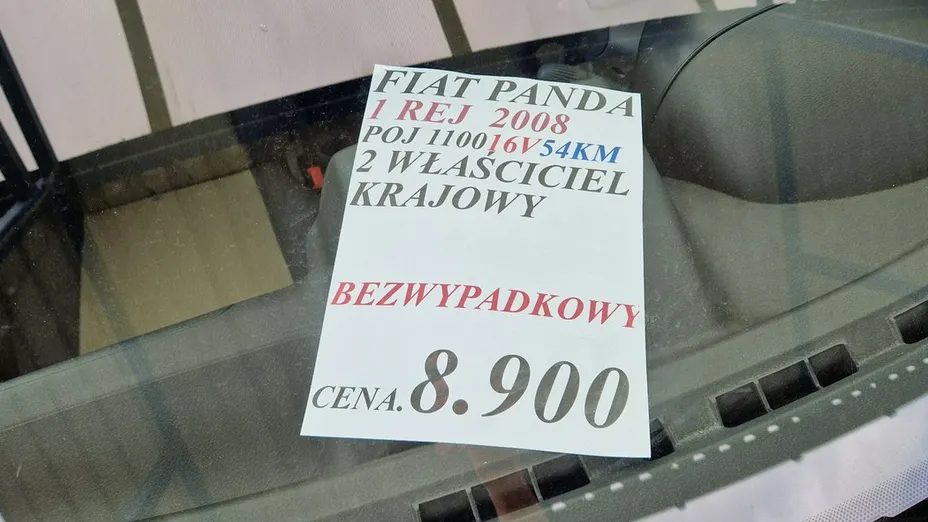 FIAT PANDA
1 REJ 2008
POJ 1100 16V 54KM
2 WŁAŚCICIEL
KRAJOWY
BEZWYPADKOWY
CENA. 8.900